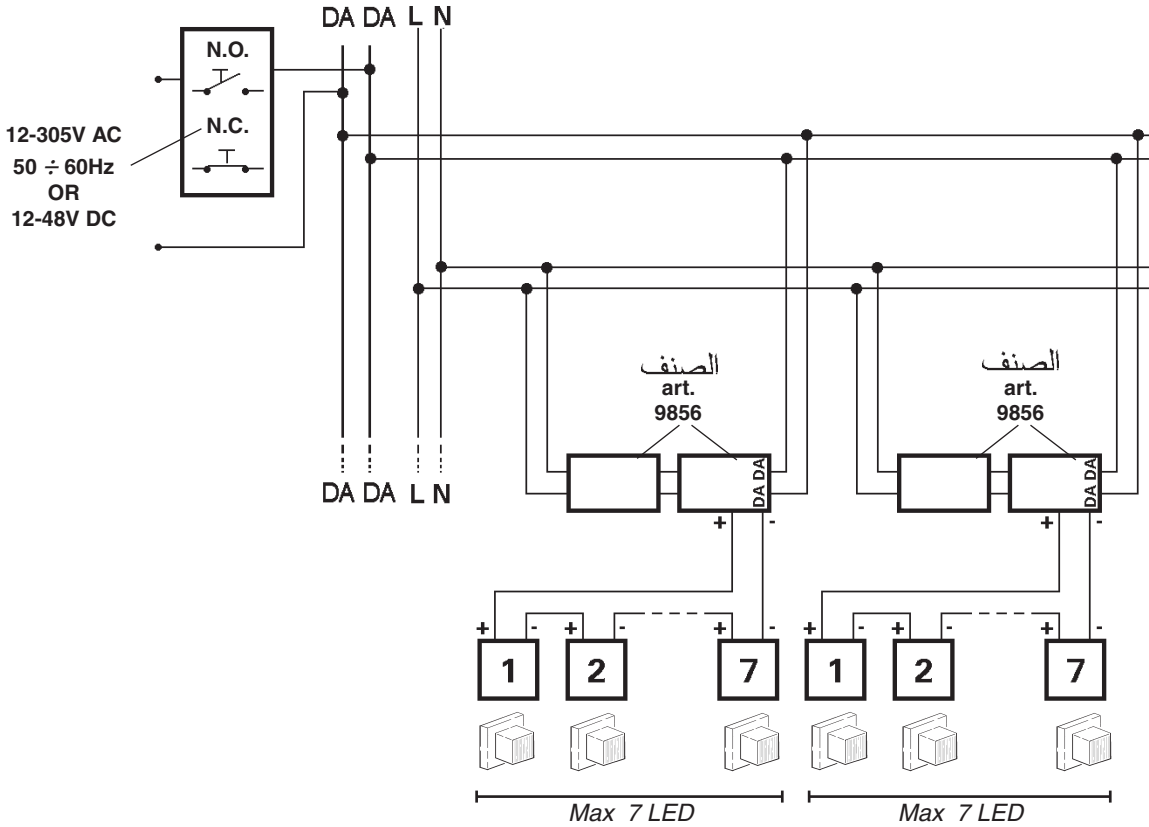 DA DA L N
N.O.
N.C.
12-305V AC
50 ÷ 60Hz
OR
12-48V DC
الصنف
art.
9856
الصنف
art.
9856
DA DA
DA DA
DA DA L N
+ -
+ -
+ - + - + -
1 2 7
+ - + - + -
1 2 7
Max 7 LED
Max 7 LED